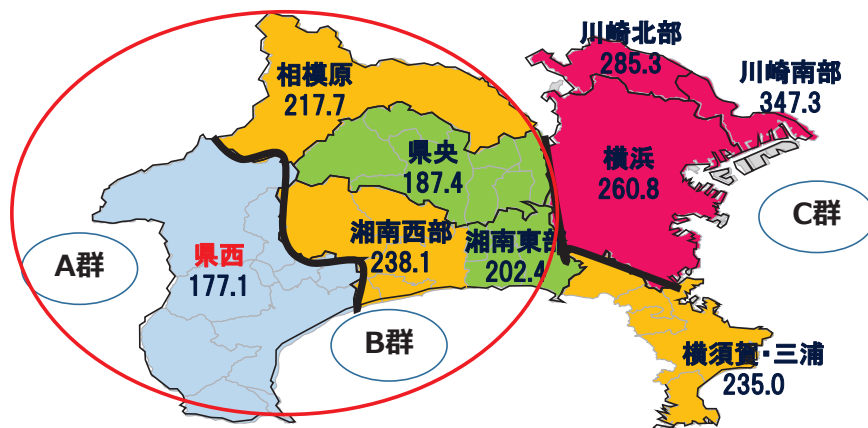 川崎北部
285.3
川崎南部
347.3
相模原
217.7
県央
187.4
横浜
260.8
C群
湘南西部
238.1
湘南東部
202.4
A群
県西
177.1
B群
横須賀・三浦
235.0